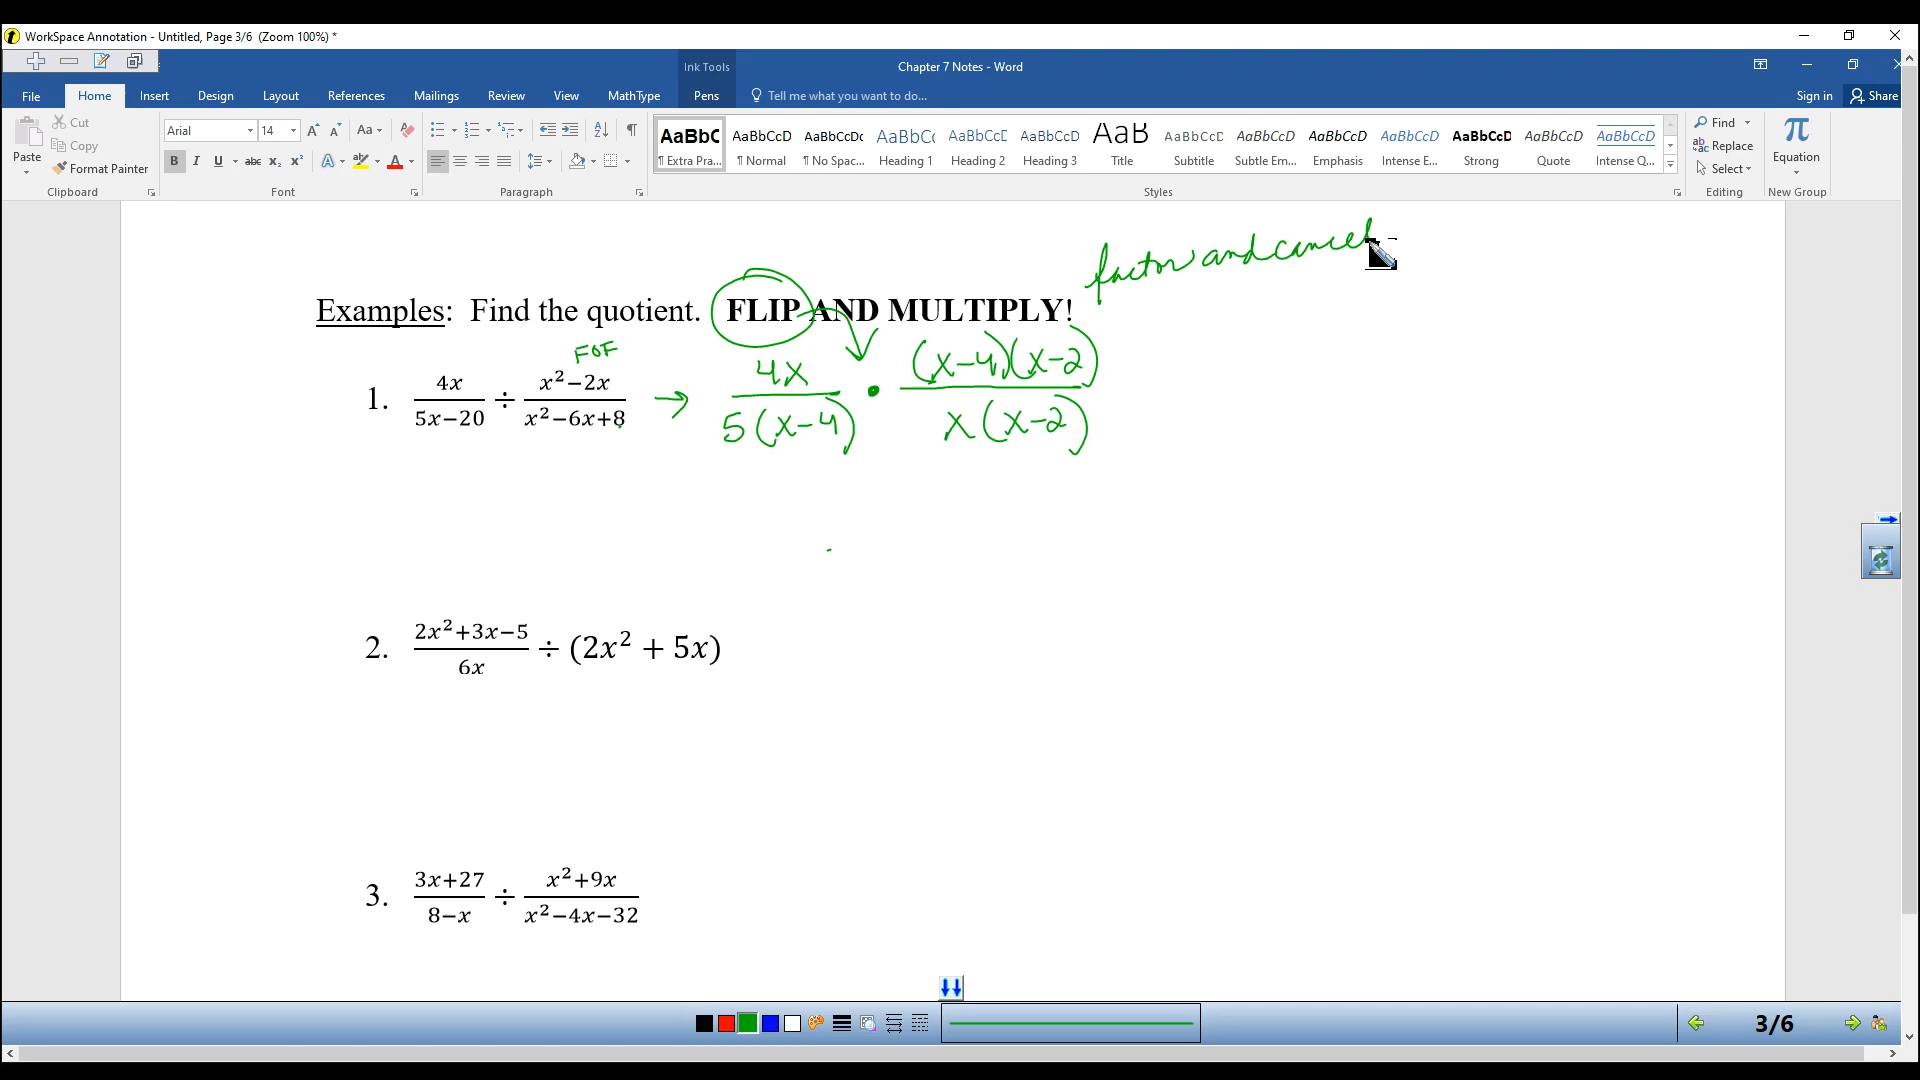 WorkSpace Annotation - Untitled, Page 3/6 (Zoom 100%) *
Ink Tools
Chapter 7 Notes - Word
File Home Insert Design Layout References Mailings Review View MathType Pens Tell me what you want to do... Sign in Share
Paste
Cut
Copy
Format Painter
Clipboard
Arial 14
Font
Paragraph
AaBbC AaBbCcD AaBbCcDc AaBbCc AaBbCcD AaBbCcD AaB AaBbCcD AaBbCcD AaBbCcD AaBbCcD AaBbCcD AaBbCcD AaBbCcD
¶ Extra Pra... ¶ Normal ¶ No Spac... Heading 1 Heading 2 Heading 3 Title Subtitle Subtle Em... Emphasis Intense E... Strong Quote Intense Q...
Styles
Find
Replace
Select
Editing
π
Equation
New Group
factor and cancel
Examples: Find the quotient. FLIP AND MULTIPLY!
FOF
1. 4x/(5x−20) ÷ (x²−2x)/(x²−6x+8) → 4x/(5(x−4)) • ((x−4)(x−2))/(x(x−2))
2. (2x²+3x−5)/6x ÷ (2x² + 5x)
3. (3x+27)/(8−x) ÷ (x²+9x)/(x²−4x−32)
3/6